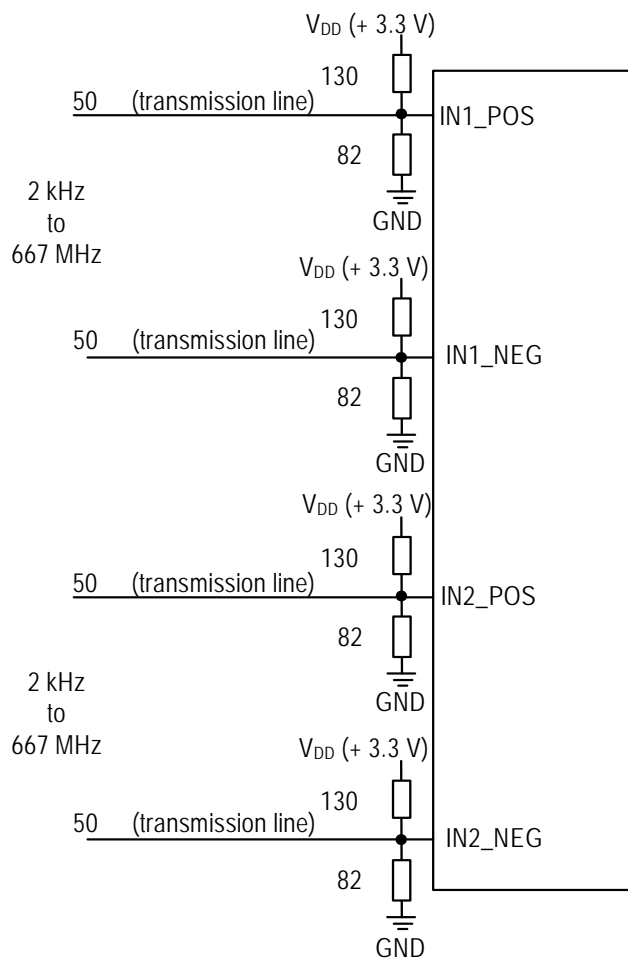 VDD (+ 3.3 V)
130
50 (transmission line)
IN1_POS
82
GND
2 kHz
to
667 MHz
VDD (+ 3.3 V)
130
50 (transmission line)
IN1_NEG
82
GND
VDD (+ 3.3 V)
130
50 (transmission line)
IN2_POS
82
GND
2 kHz
to
667 MHz
VDD (+ 3.3 V)
130
50 (transmission line)
IN2_NEG
82
GND